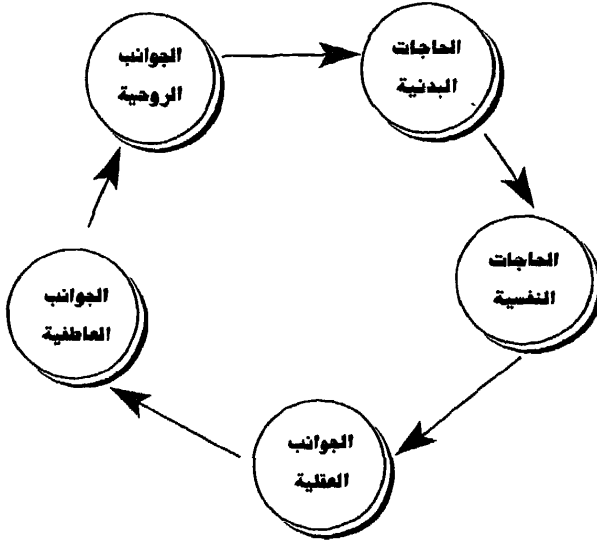 الحاجات
البدنية
الجوانب
الروحية
الحاجات
النفسية
الجوانب
العاطفية
الجوانب
العقلية